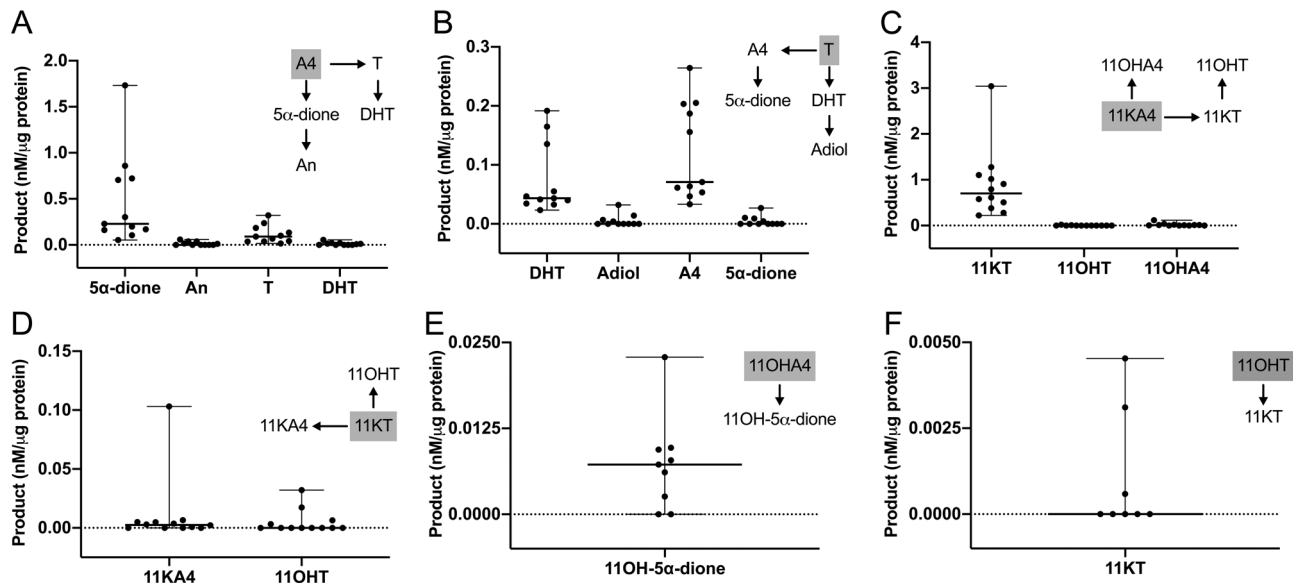 A
Product (nM/μg protein)
2.0
1.5
1.0
0.5
0.0
A4
T
5α-dione
DHT
An
5α-dione
An
T
DHT
B
Product (nM/μg protein)
0.3
0.2
0.1
0.0
A4
T
5α-dione
DHT
Adiol
DHT
Adiol
A4
5α-dione
C
Product (nM/μg protein)
4
3
2
1
0
11OHA4
11OHT
11KA4
11KT
11KT
11OHT
11OHA4
D
Product (nM/μg protein)
0.15
0.10
0.05
0.00
11OHT
11KA4
11KT
11KA4
11OHT
E
Product (nM/μg protein)
0.0250
0.0125
0.0000
11OHA4
11OH-5α-dione
11OH-5α-dione
F
Product (nM/μg protein)
0.0050
0.0025
0.0000
11OHT
11KT
11KT